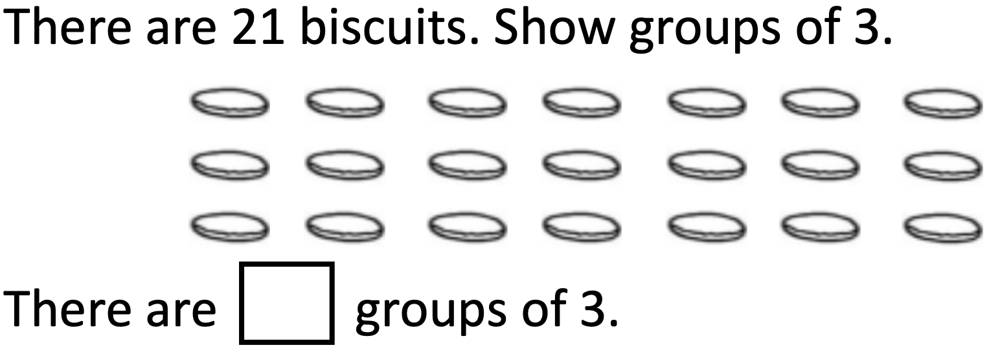 There are 21 biscuits. Show groups of 3.
There are groups of 3.